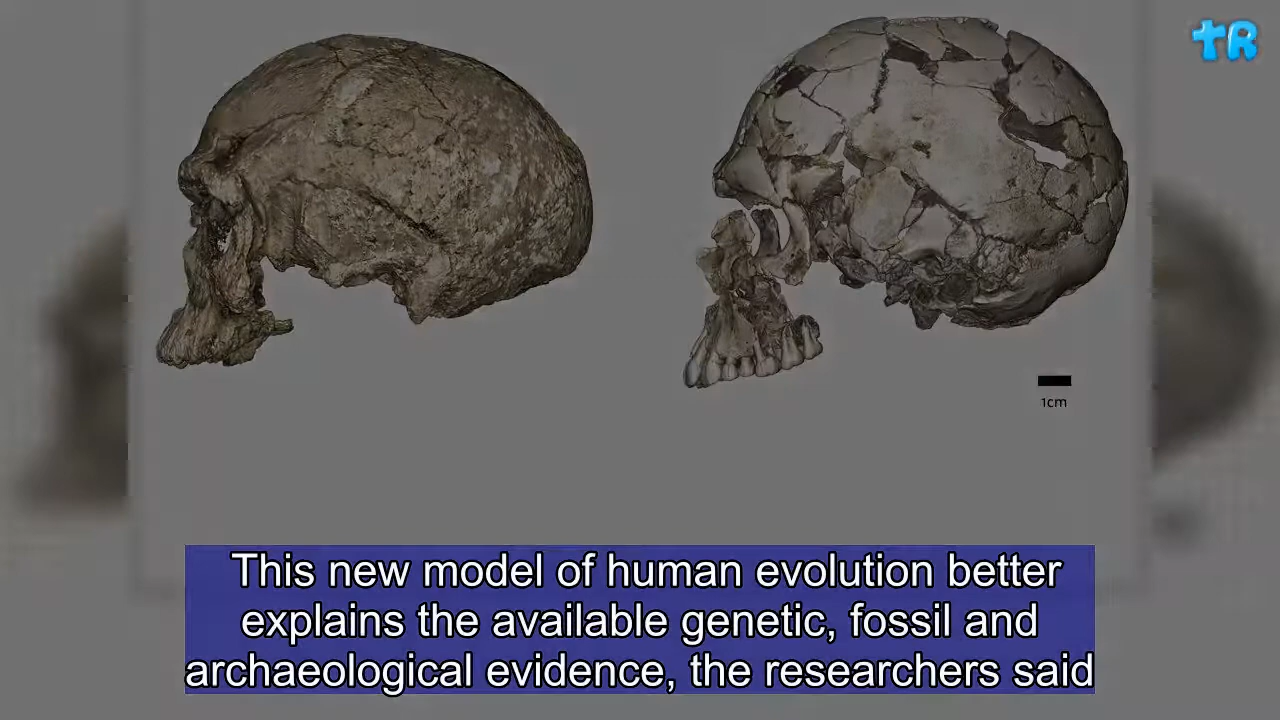 TR
1cm
This new model of human evolution better
explains the available genetic, fossil and
archaeological evidence, the researchers said